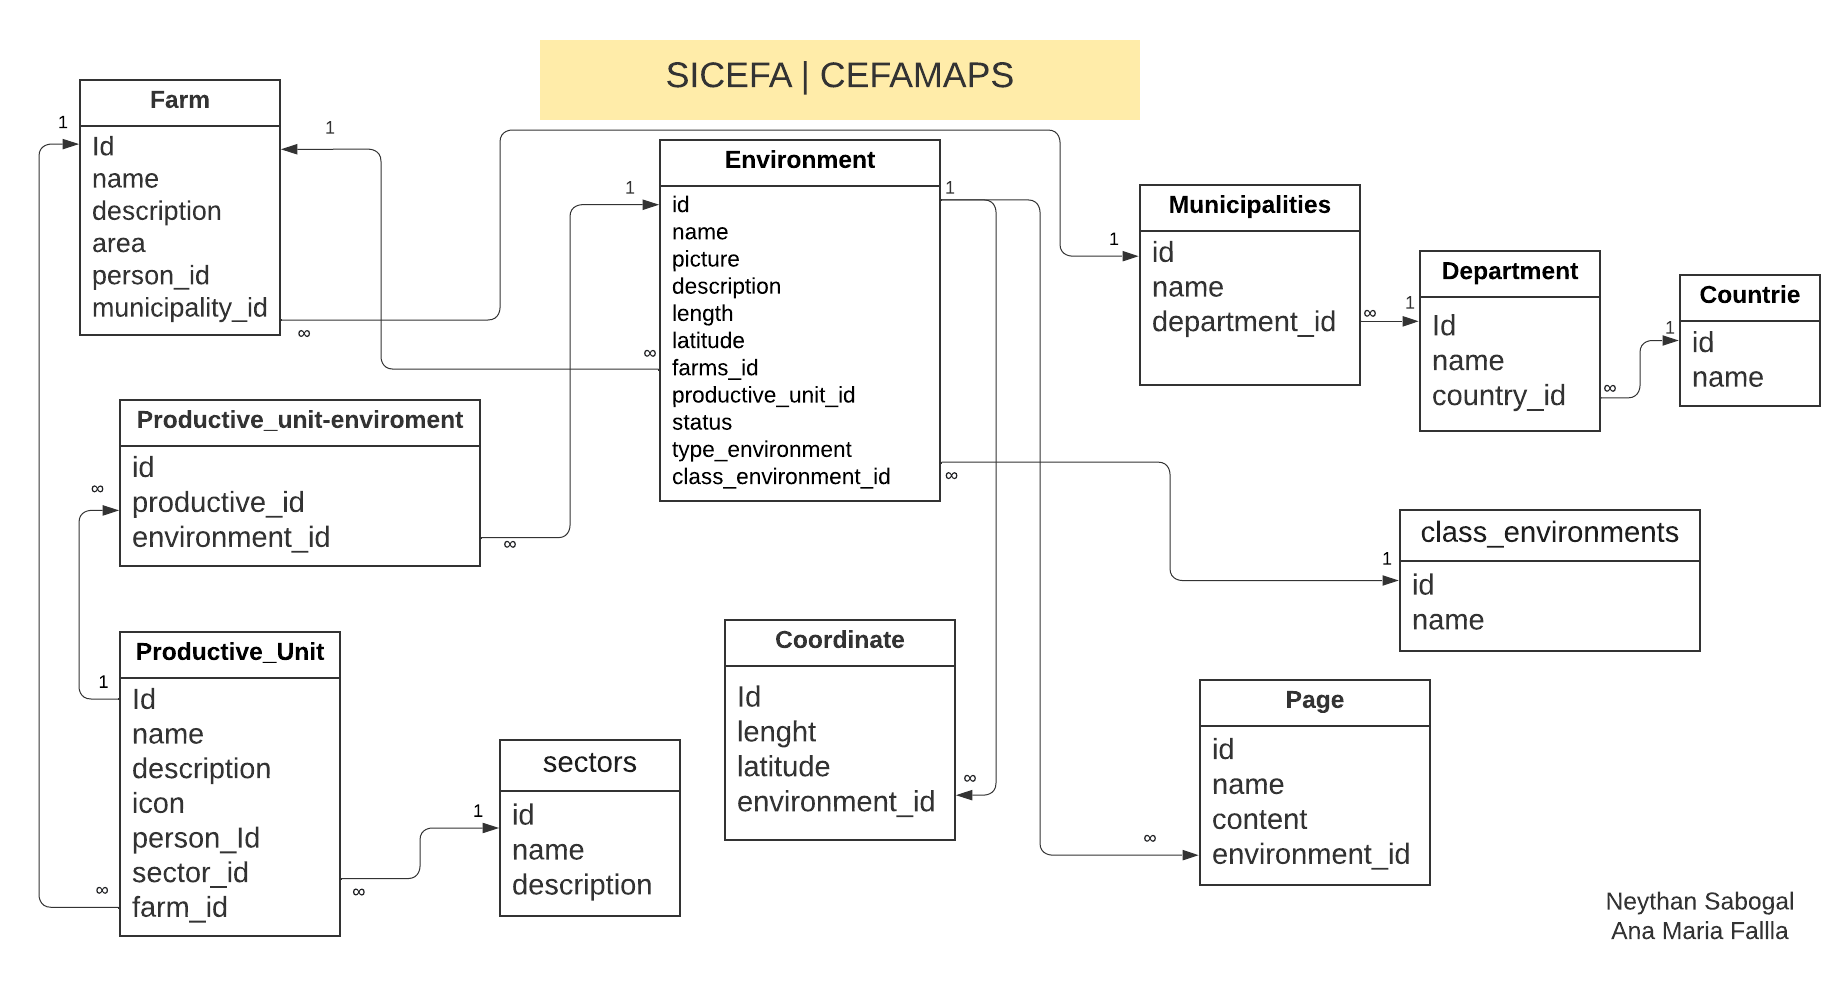 SICEFA | CEFAMAPS
Farm
1
1
Id
name
description
area
person_id
municipality_id
∞
Environment
1
1
id
name
picture
description
length
latitude
∞
farms_id
productive_unit_id
status
type_environment
class_environment_id
∞
Municipalities
1
id
name
department_id
∞
Department
1
Id
name
country_id
∞
Countrie
1
id
name
Productive_unit-enviroment
id
∞
productive_id
environment_id
∞
class_environments
1
id
name
Productive_Unit
1
Id
name
description
icon
person_Id
sector_id
∞
∞
farm_id
sectors
1
id
name
description
Coordinate
Id
lenght
latitude
∞
environment_id
Page
id
name
content
∞
environment_id
Neythan Sabogal
Ana Maria Fallla